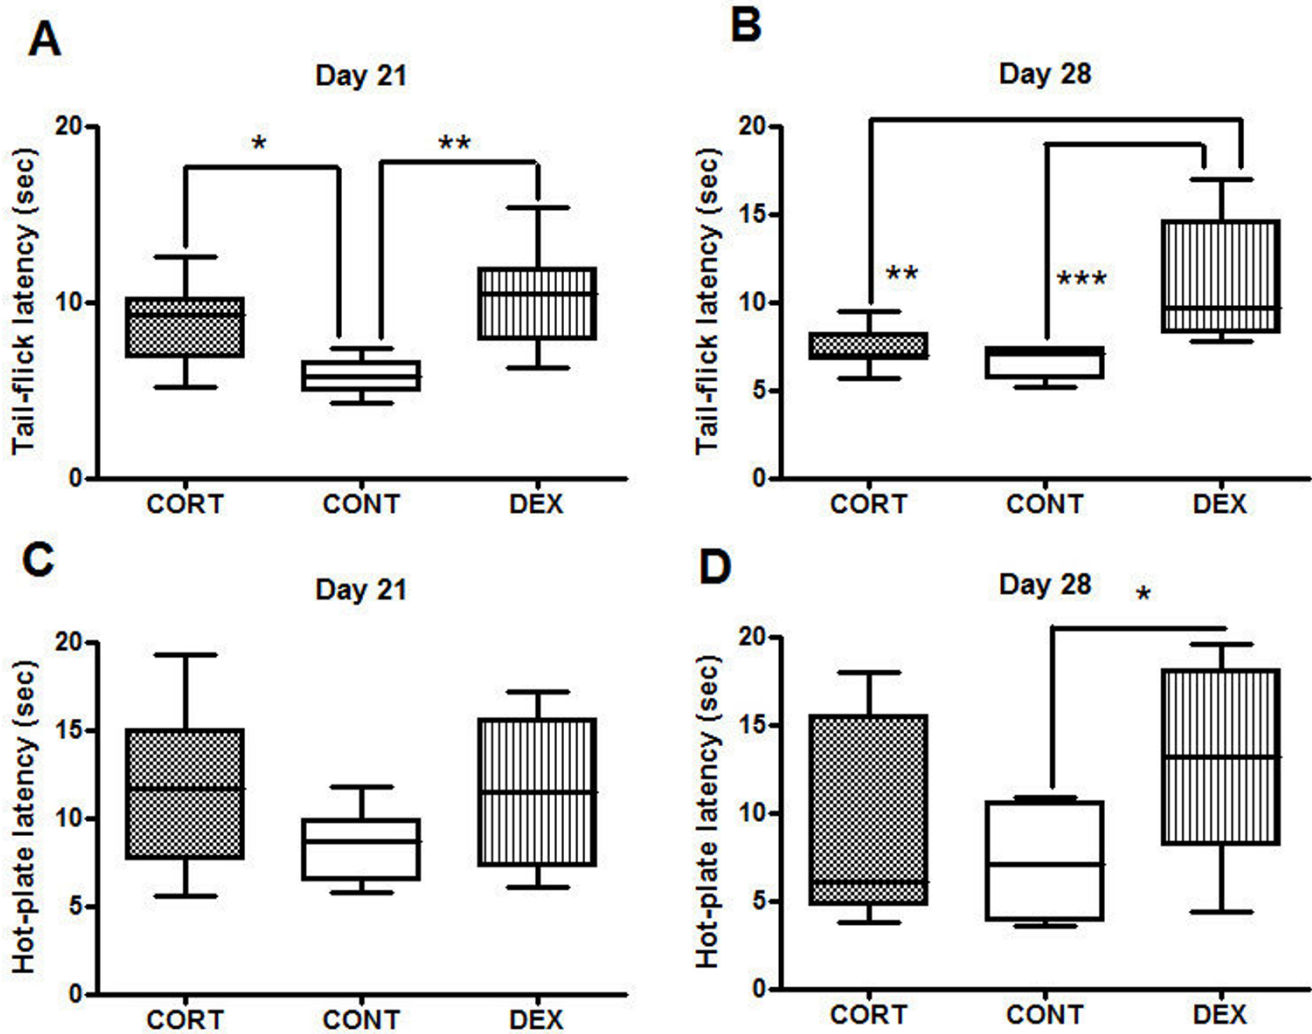 A
Day 21
Tail-flick latency (sec)
20
10
0
*
**
CORT CONT DEX
B
Day 28
Tail-flick latency (sec)
20
15
10
5
0
**
***
CORT CONT DEX
C
Day 21
Hot-plate latency (sec)
20
15
10
5
0
CORT CONT DEX
D
Day 28
*
Hot-plate latency (sec)
20
15
10
5
0
CORT CONT DEX